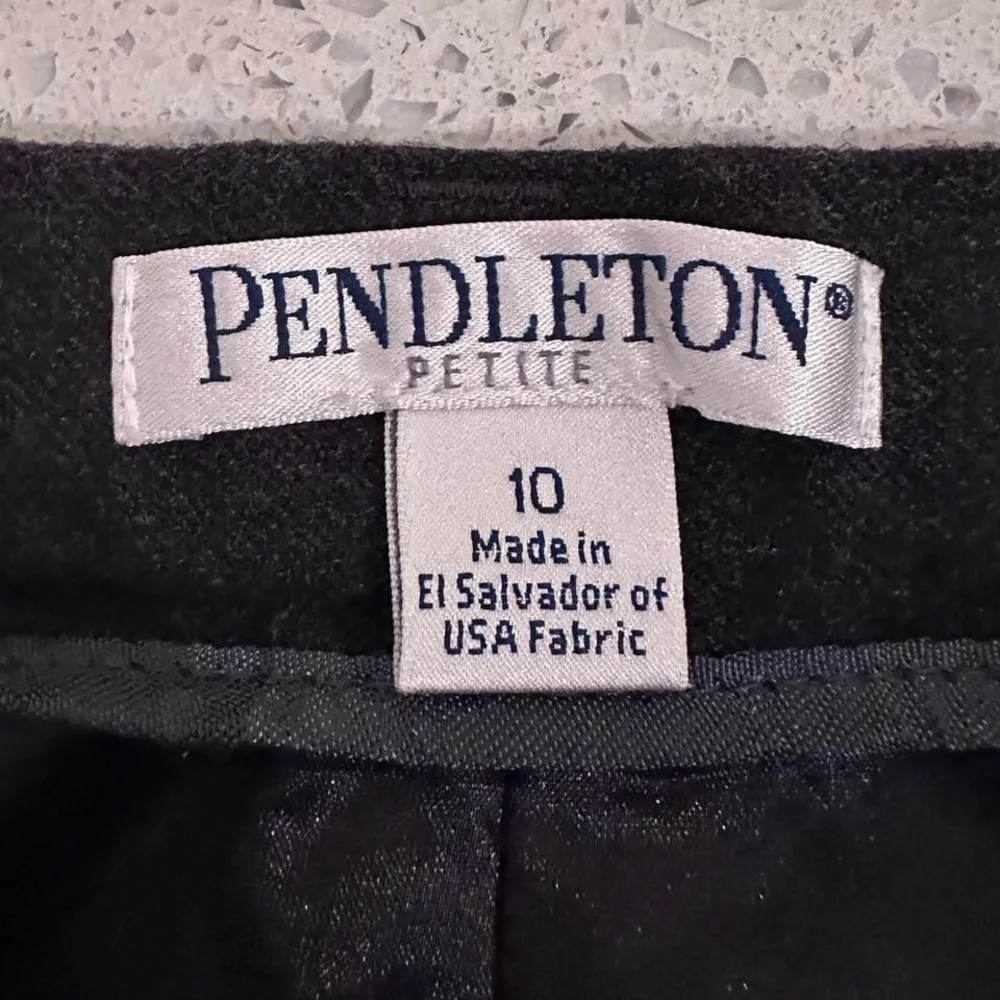 PENDLETON®
PETITE
10
Made in
El Salvador of
USA Fabric